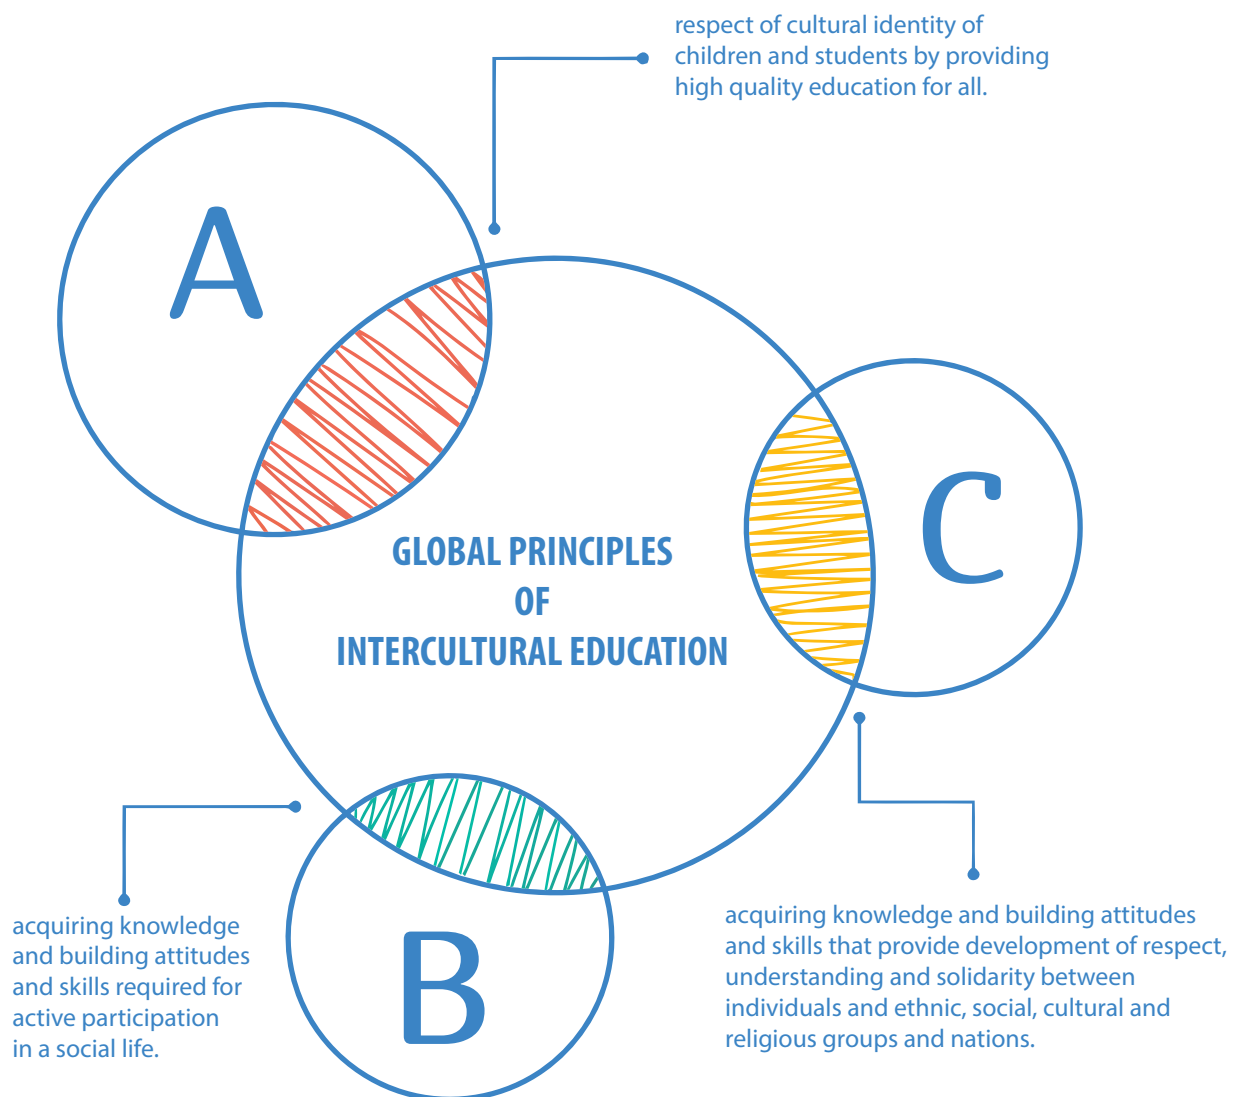 respect of cultural identity of
children and students by providing
high quality education for all.
A
C
GLOBAL PRINCIPLES
OF
INTERCULTURAL EDUCATION
B
acquiring knowledge
and building attitudes
and skills required for
active participation
in a social life.
acquiring knowledge and building attitudes
and skills that provide development of respect,
understanding and solidarity between
individuals and ethnic, social, cultural and
religious groups and nations.